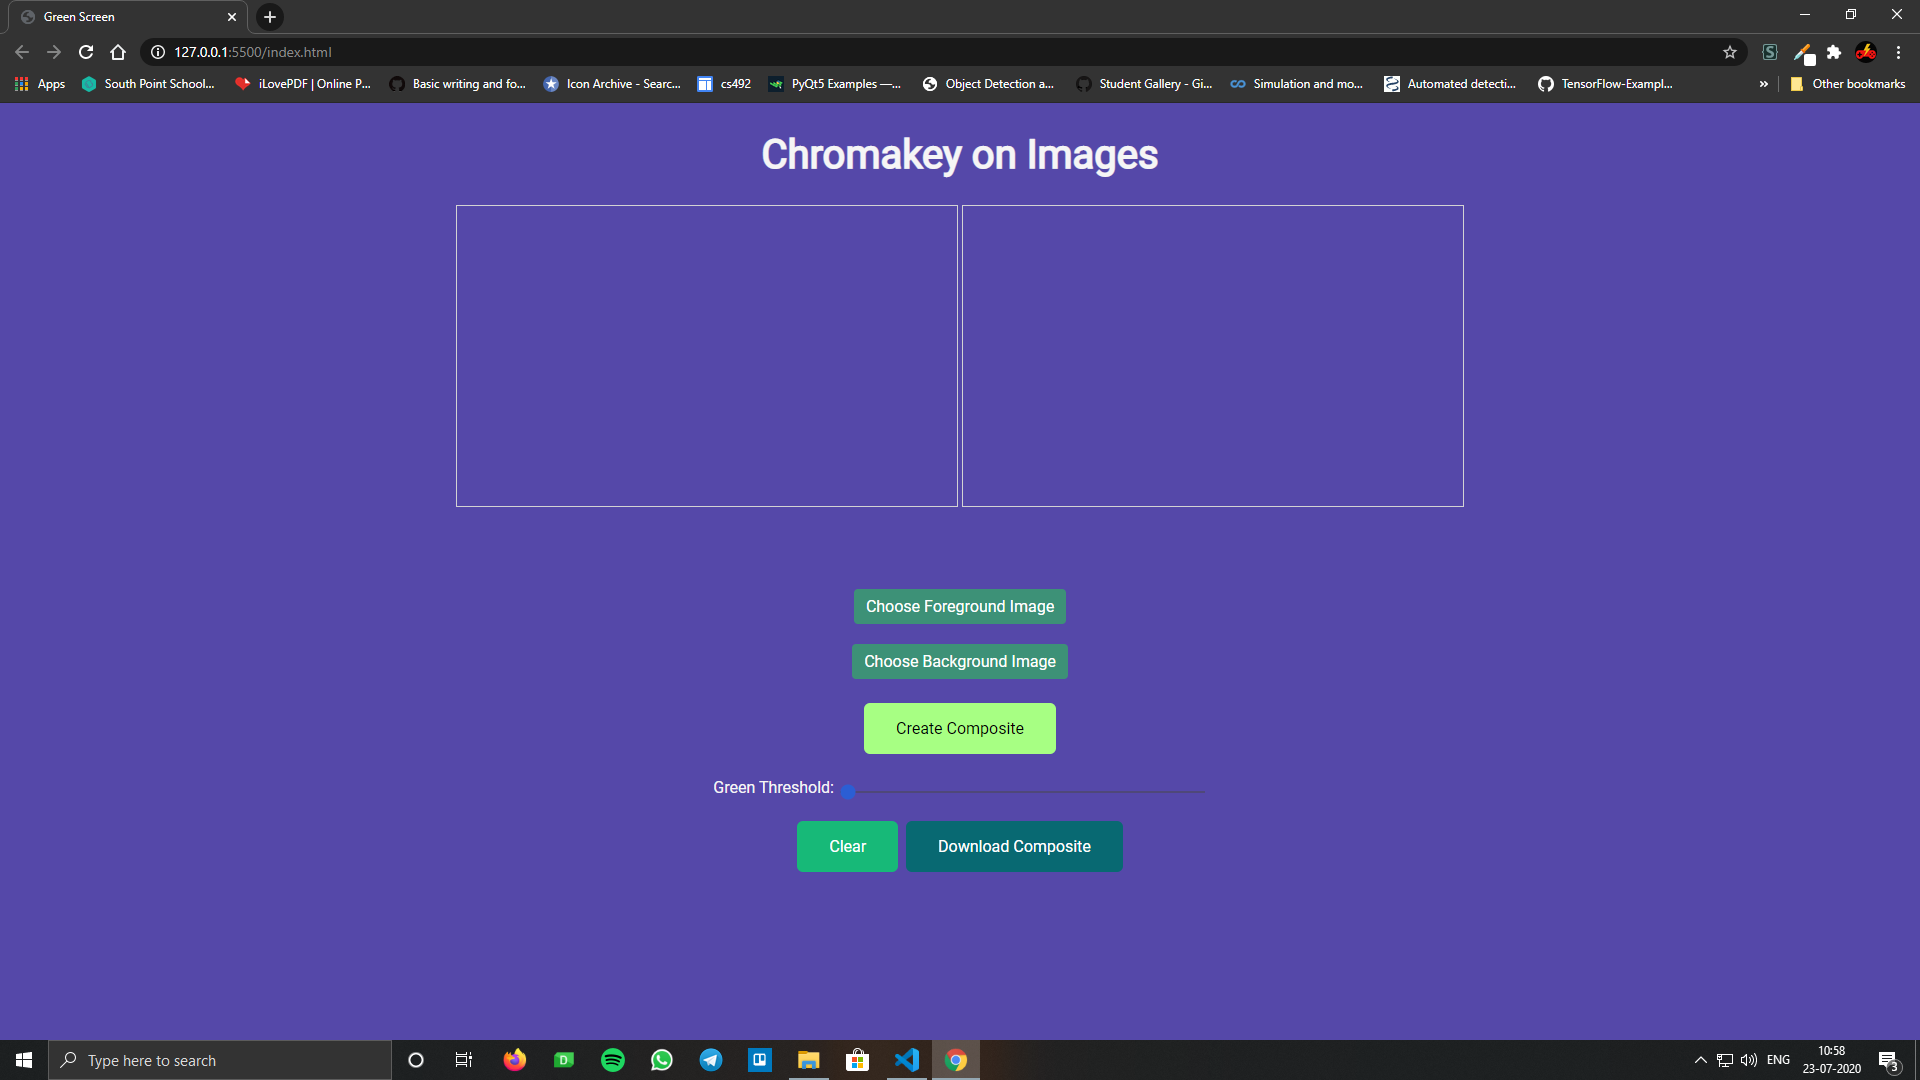 Green Screen
127.0.0.1:5500/index.html
Apps South Point School... iLovePDF | Online P... Basic writing and fo... Icon Archive - Searc... cs492 PyQt5 Examples —... Object Detection a... Student Gallery - Gi... Simulation and mo... Automated detecti... TensorFlow-Exampl... » Other bookmarks
Chromakey on Images
Choose Foreground Image
Choose Background Image
Create Composite
Green Threshold:
Clear Download Composite
Type here to search
ENG
10:58
23-07-2020
3